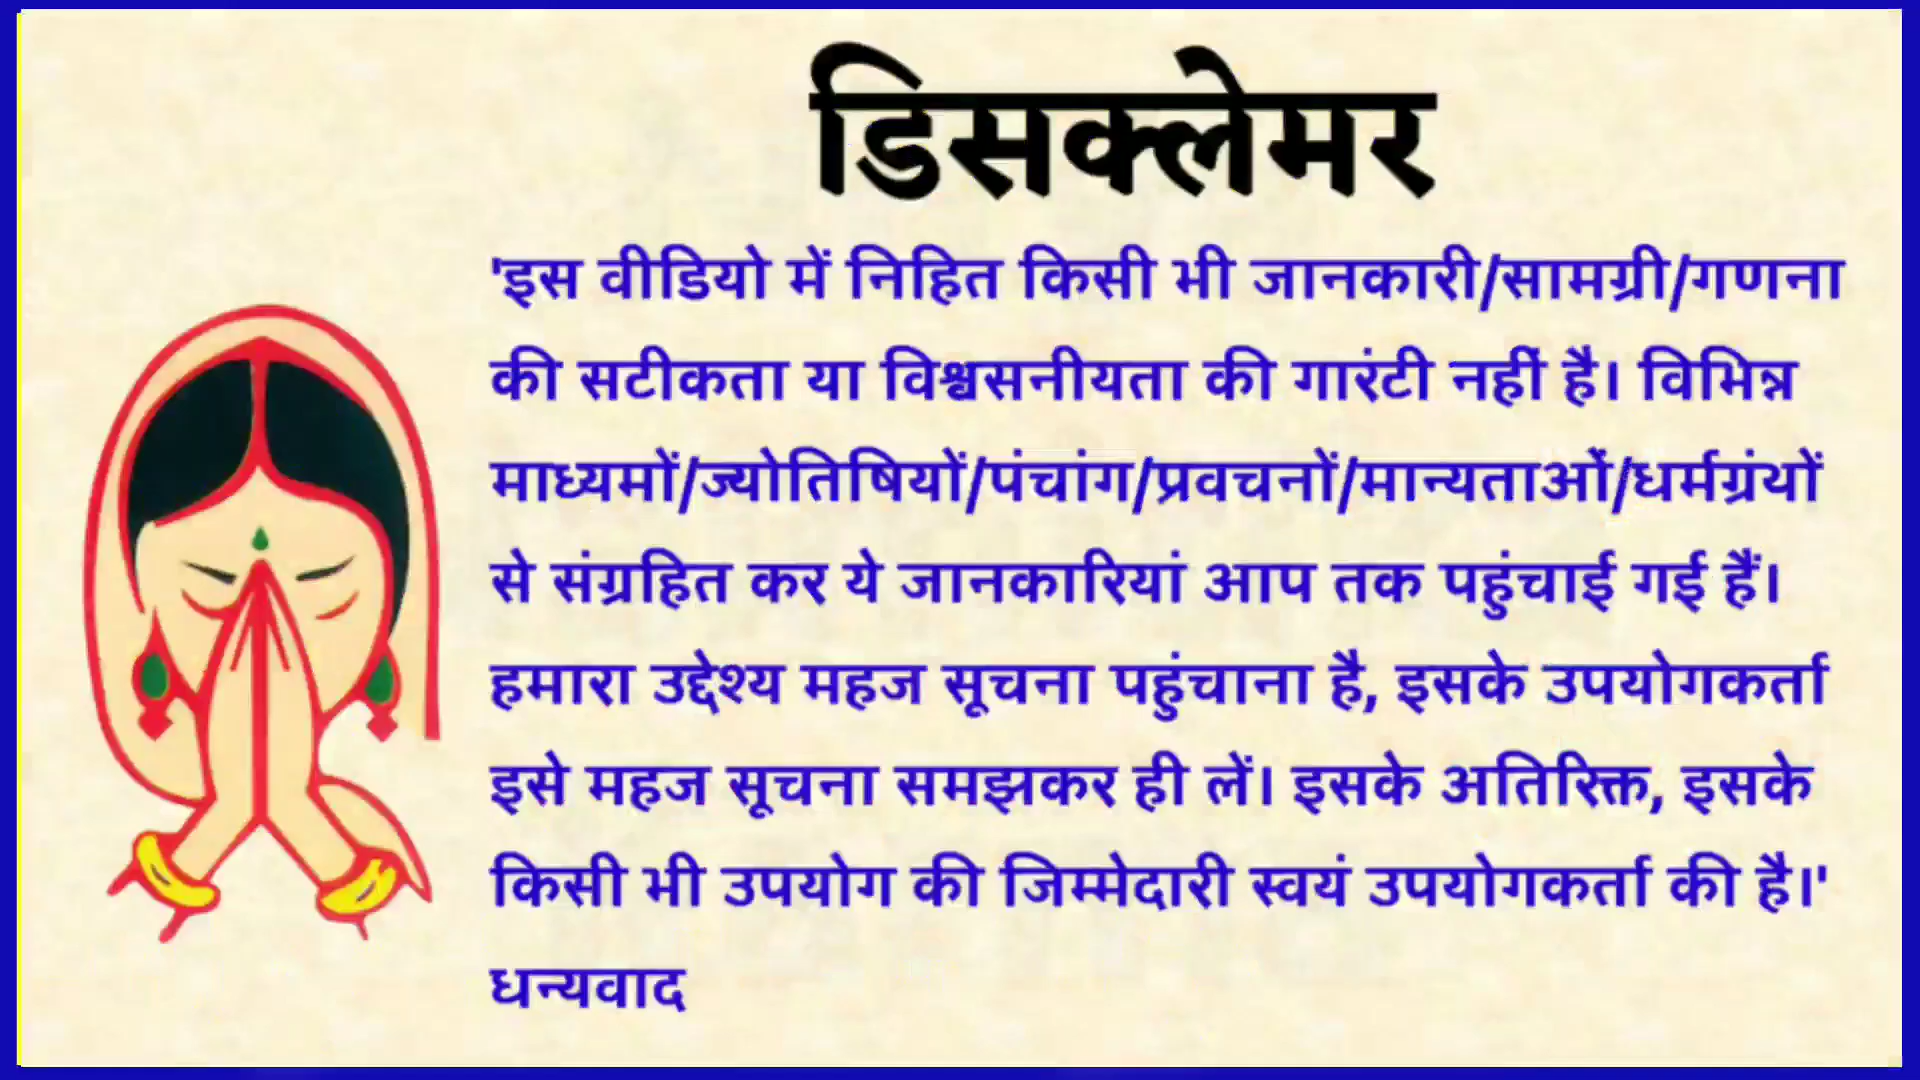 डिसक्लेमर
'इस वीडियो में निहित किसी भी जानकारी/सामग्री/गणना
की सटीकता या विश्वसनीयता की गारंटी नहीं है। विभिन्न
माध्यमों/ज्योतिषियों/पंचांग/प्रवचनों/मान्यताओं/धर्मग्रंथों
से संग्रहित कर ये जानकारियां आप तक पहुंचाई गई हैं।
हमारा उद्देश्य महज सूचना पहुंचाना है, इसके उपयोगकर्ता
इसे महज सूचना समझकर ही लें। इसके अतिरिक्त, इसके
किसी भी उपयोग की जिम्मेदारी स्वयं उपयोगकर्ता की है।'
धन्यवाद